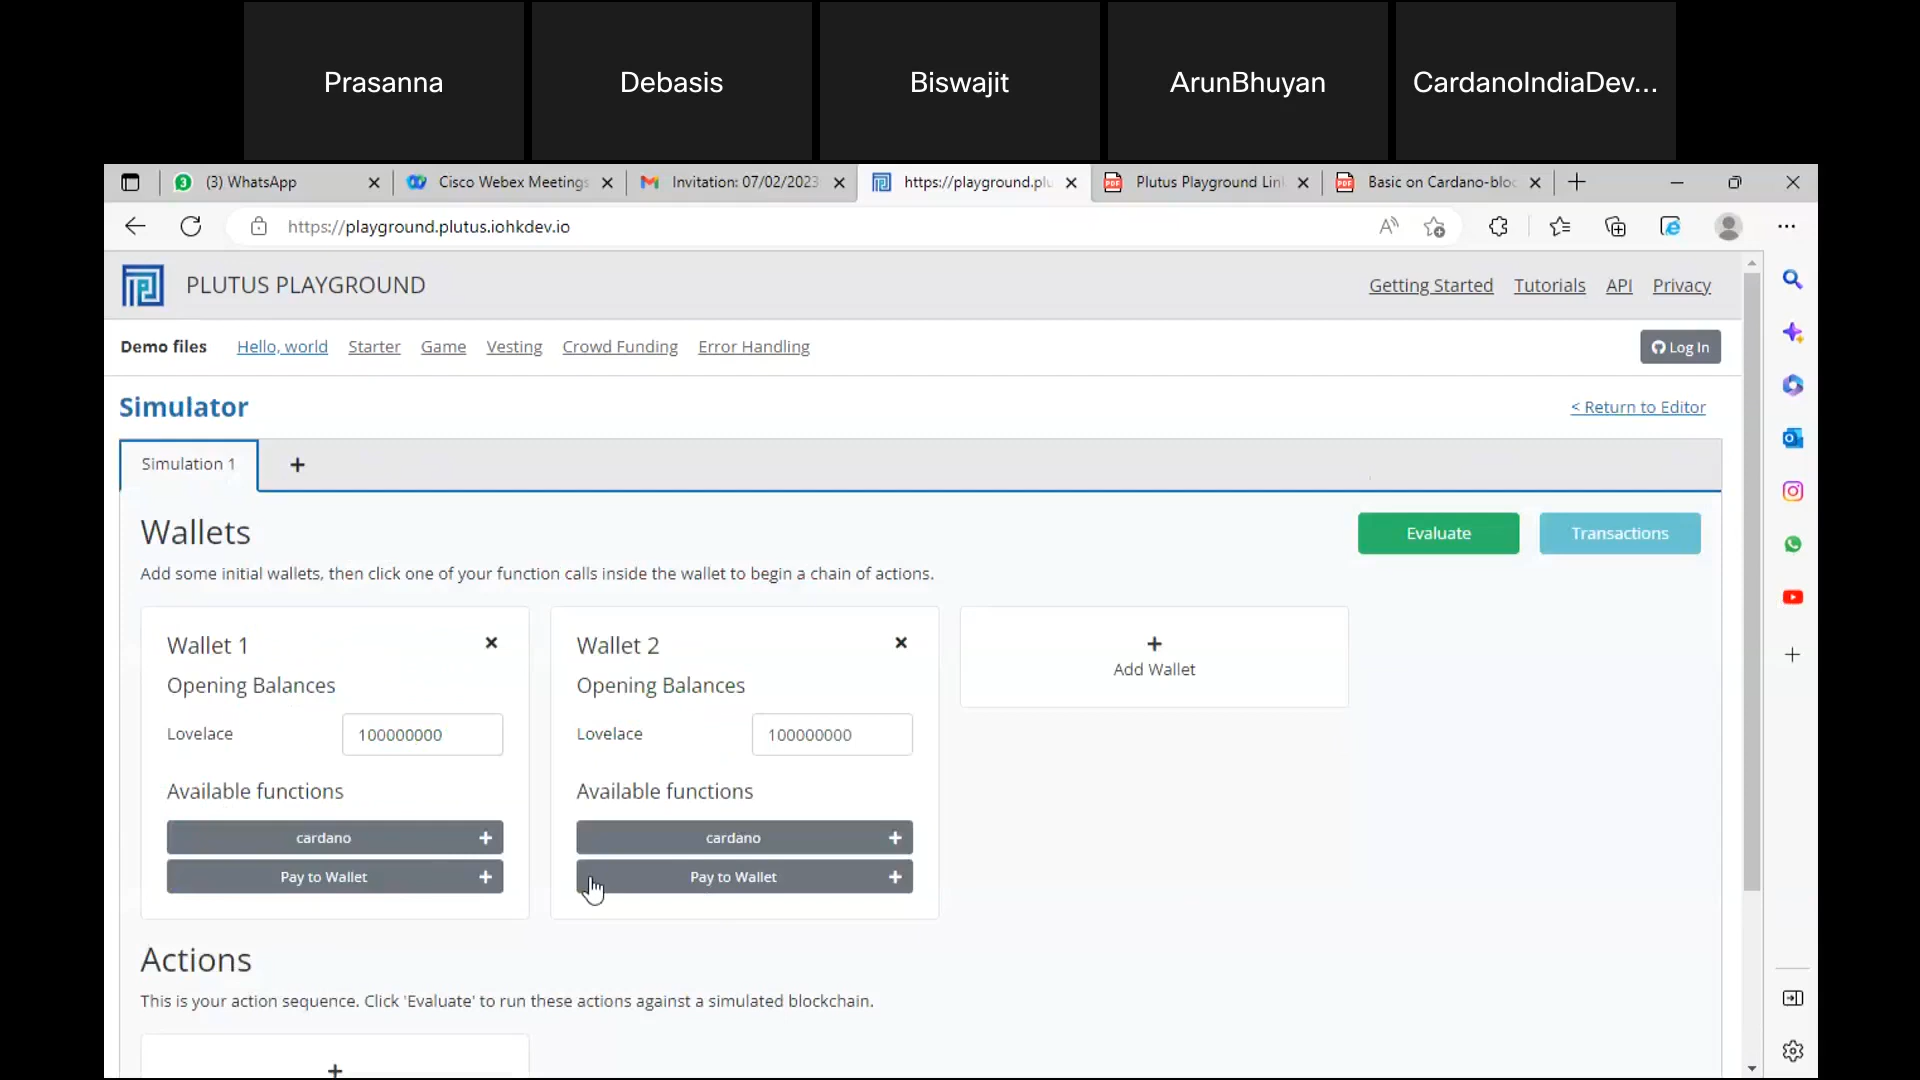 Prasanna
Debasis
Biswajit
ArunBhuyan
CardanoIndiaDev...
3 (3) WhatsApp
Cisco Webex Meetings
Invitation: 07/02/2023
https://playground.plu
Plutus Playground Lin
Basic on Cardano-blo
https://playground.plutus.iohkdev.io
PLUTUS PLAYGROUND
Getting Started Tutorials API Privacy
Demo files Hello, world Starter Game Vesting Crowd Funding Error Handling
Log In
Simulator
< Return to Editor
Simulation 1 +
Wallets
Evaluate Transactions
Add some initial wallets, then click one of your function calls inside the wallet to begin a chain of actions.
Wallet 1
Opening Balances
Lovelace 100000000
Available functions
cardano +
Pay to Wallet +
Wallet 2
Opening Balances
Lovelace 100000000
Available functions
cardano +
Pay to Wallet +
+
Add Wallet
Actions
This is your action sequence. Click 'Evaluate' to run these actions against a simulated blockchain.
+